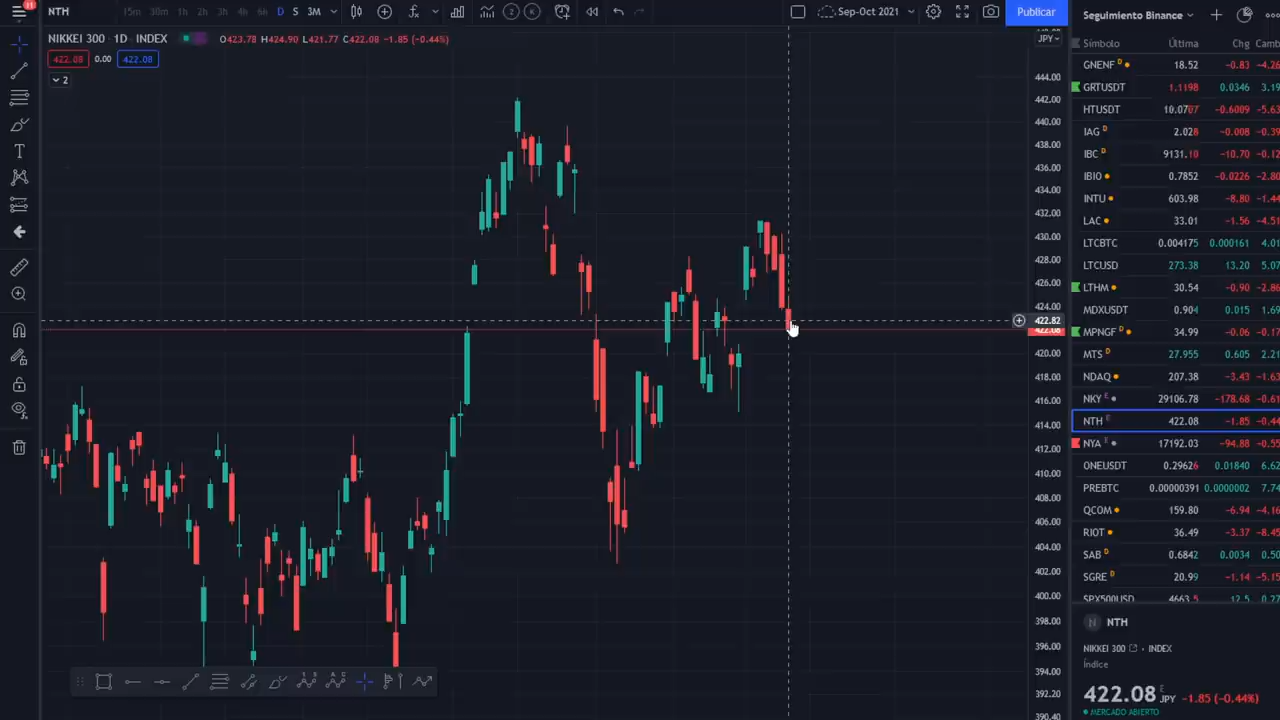 11
NTH 15m 30m 1h 2h 3h 4h 6h D S 3M Sep-Oct 2021 Publicar Seguimiento Binance
NIKKEI 300 1D INDEX O423.78 H424.90 L421.77 C422.08 −1.85 (−0.44%)
JPY
422.08 0.00 422.08
2
444.00
442.00
440.00
438.00
436.00
434.00
432.00
430.00
428.00
426.00
424.00
422.82
422.08
420.00
418.00
416.00
414.00
412.00
410.00
408.00
406.00
404.00
402.00
400.00
398.00
396.00
394.00
392.20
390.40
Símbolo Última Chg Camb
GNENF D 18.52 −0.83 −4.26
GRTUSDT 1.1198 0.0346 3.19
HTUSDT 10.0707 −0.6009 −5.63
IAG D 2.028 −0.008 −0.39
IBC D 9131.10 −10.70 −0.12
IBIO 0.7852 −0.0226 −2.80
INTU 603.98 −8.80 −1.44
LAC 33.01 −1.56 −4.51
LTCBTC 0.004175 0.000161 4.01
LTCUSD 273.38 13.20 5.07
LTHM 30.54 −0.90 −2.86
MDXUSDT 0.904 0.015 1.69
MPNGF D 34.99 −0.06 −0.17
MTS D 27.955 0.605 2.21
NDAQ 207.38 −3.43 −1.63
NKY E 29106.78 −178.68 −0.61
NTH E 422.08 −1.85 −0.44
NYA E 17192.03 −94.88 −0.55
ONEUSDT 0.29626 0.01840 6.62
PREBTC 0.00000391 0.0000002 7.74
QCOM 159.80 −6.94 −4.16
RIOT 36.49 −3.37 −8.45
SAB D 0.6842 0.0034 0.50
SGRE D 20.99 −1.14 −5.15
SPX500USD 4663.5 12.5 0.27
N NTH
NIKKEI 300 · INDEX
Índice
422.08 E JPY −1.85 (−0.44%)
MERCADO ABIERTO